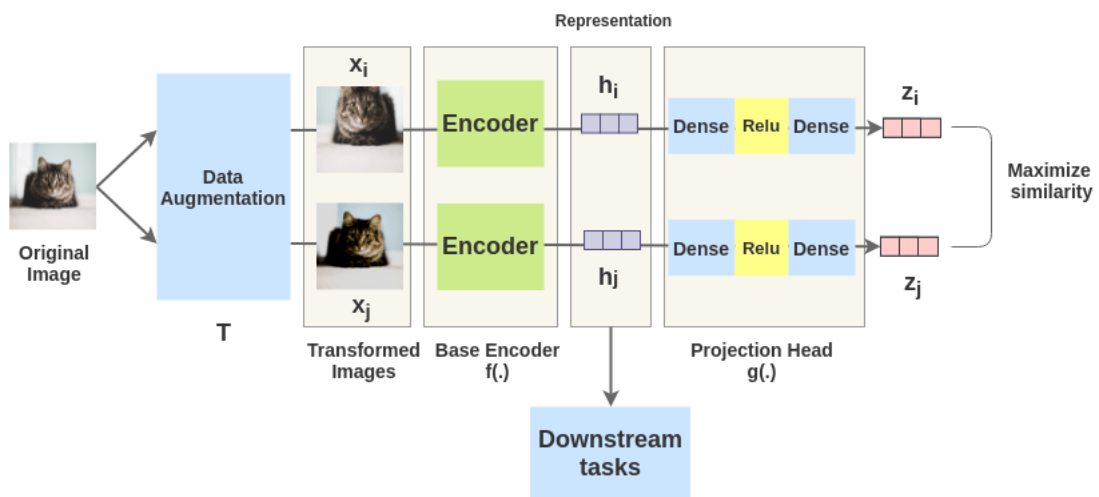 Representation
x_i
Encoder
h_i
Dense
Relu
Dense
z_i
Data
Augmentation
Original
Image
Maximize
similarity
Encoder
Dense
Relu
Dense
x_j
h_j
z_j
T
Transformed
Images
Base Encoder
f(.)
Projection Head
g(.)
Downstream
tasks